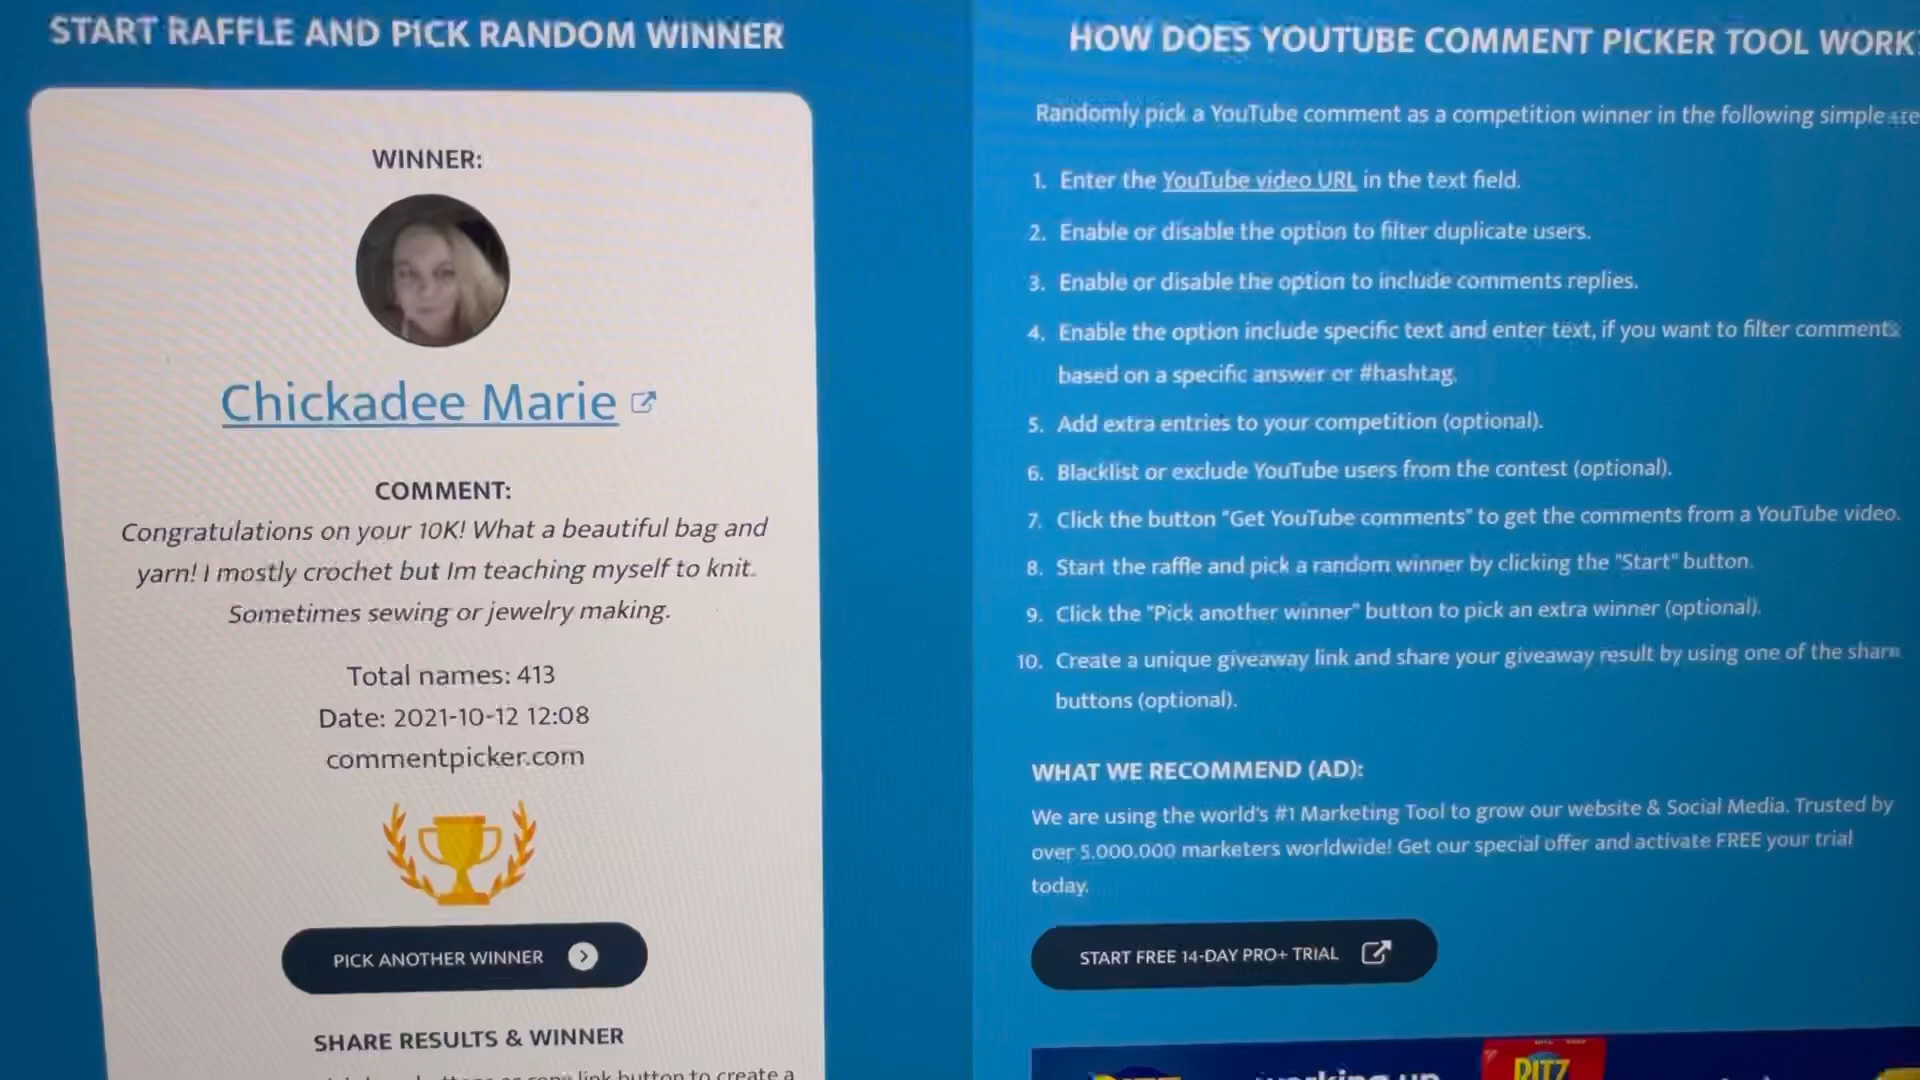 START RAFFLE AND PICK RANDOM WINNER
WINNER:
Chickadee Marie
COMMENT:
Congratulations on your 10K! What a beautiful bag and
yarn! I mostly crochet but Im teaching myself to knit.
Sometimes sewing or jewelry making.
Total names: 413
Date: 2021-10-12 12:08
commentpicker.com
PICK ANOTHER WINNER
SHARE RESULTS & WINNER
link button to create a
HOW DOES YOUTUBE COMMENT PICKER TOOL WORK?
Randomly pick a YouTube comment as a competition winner in the following simple
1. Enter the YouTube video URL in the text field.
2. Enable or disable the option to filter duplicate users.
3. Enable or disable the option to include comments replies.
4. Enable the option include specific text and enter text, if you want to filter comments
based on a specific answer or #hashtag.
5. Add extra entries to your competition (optional).
6. Blacklist or exclude YouTube users from the contest (optional).
7. Click the button "Get YouTube comments" to get the comments from a YouTube video.
8. Start the raffle and pick a random winner by clicking the "Start" button.
9. Click the "Pick another winner" button to pick an extra winner (optional).
10. Create a unique giveaway link and share your giveaway result by using one of the share
buttons (optional).
WHAT WE RECOMMEND (AD):
We are using the world's #1 Marketing Tool to grow our website & Social Media. Trusted by
over 5.000.000 marketers worldwide! Get our special offer and activate FREE your trial
today.
START FREE 14-DAY PRO+ TRIAL
working up
RITZ